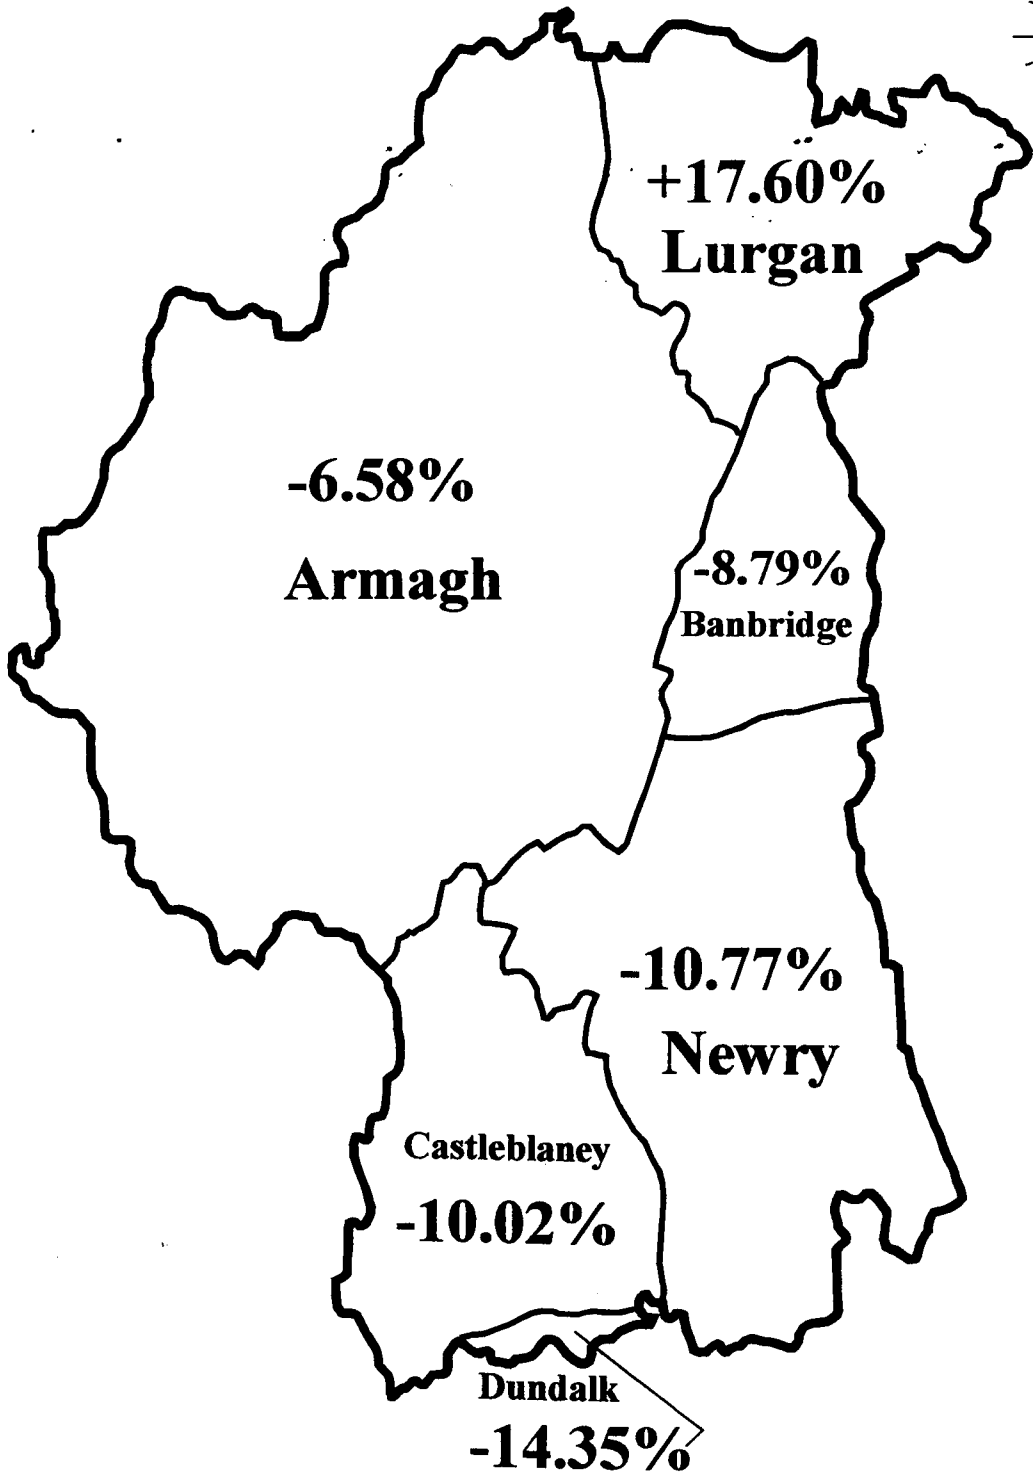 +17.60%
Lurgan
-6.58%
Armagh
-8.79%
Banbridge
-10.77%
Newry
Castleblaney
-10.02%
Dundalk
-14.35%